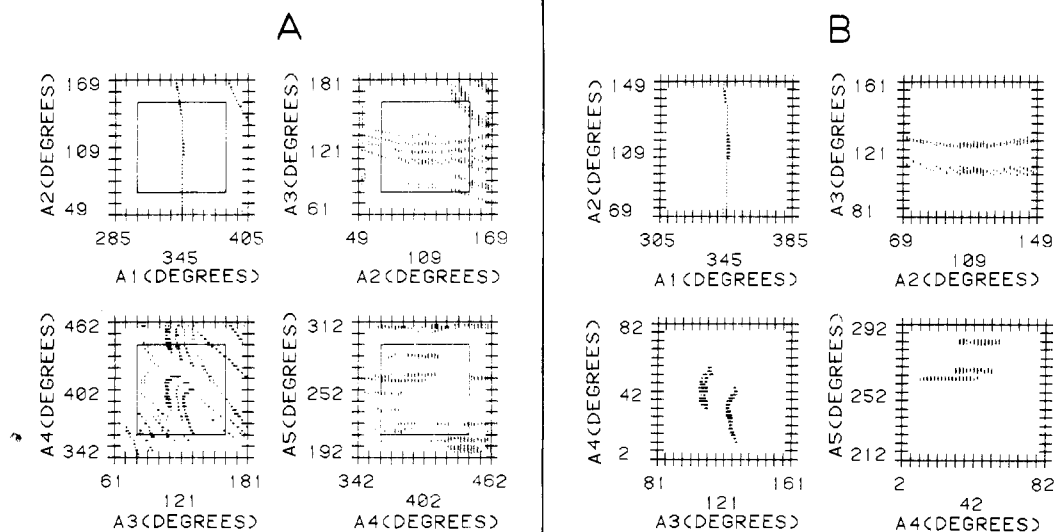 A
A2(DEGREES)
169
109
49
285
405
345
A1(DEGREES)
A3(DEGREES)
181
121
61
49
169
109
A2(DEGREES)
A4(DEGREES)
462
402
342
61
181
121
A3(DEGREES)
A5(DEGREES)
312
252
192
342
462
402
A4(DEGREES)
B
A2(DEGREES)
149
109
69
305
385
345
A1(DEGREES)
A3(DEGREES)
161
121
81
69
149
109
A2(DEGREES)
A4(DEGREES)
82
42
2
81
161
121
A3(DEGREES)
A5(DEGREES)
292
252
212
2
82
42
A4(DEGREES)